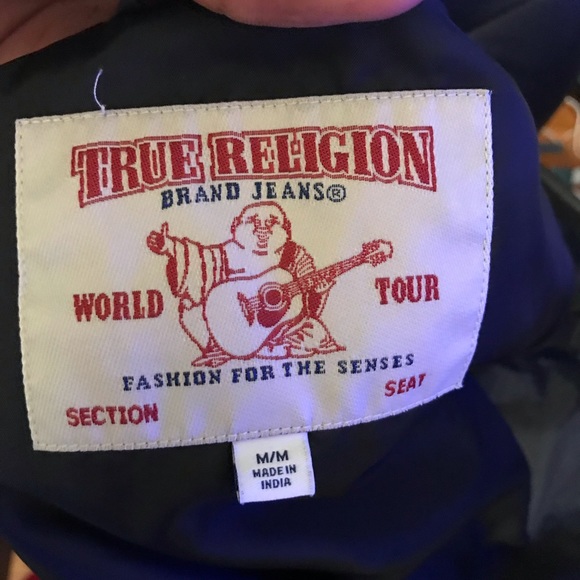 TRUE RELIGION
BRAND JEANS®
WORLD TOUR
FASHION FOR THE SENSES
SECTION SEAT
M/M
MADE IN
INDIA